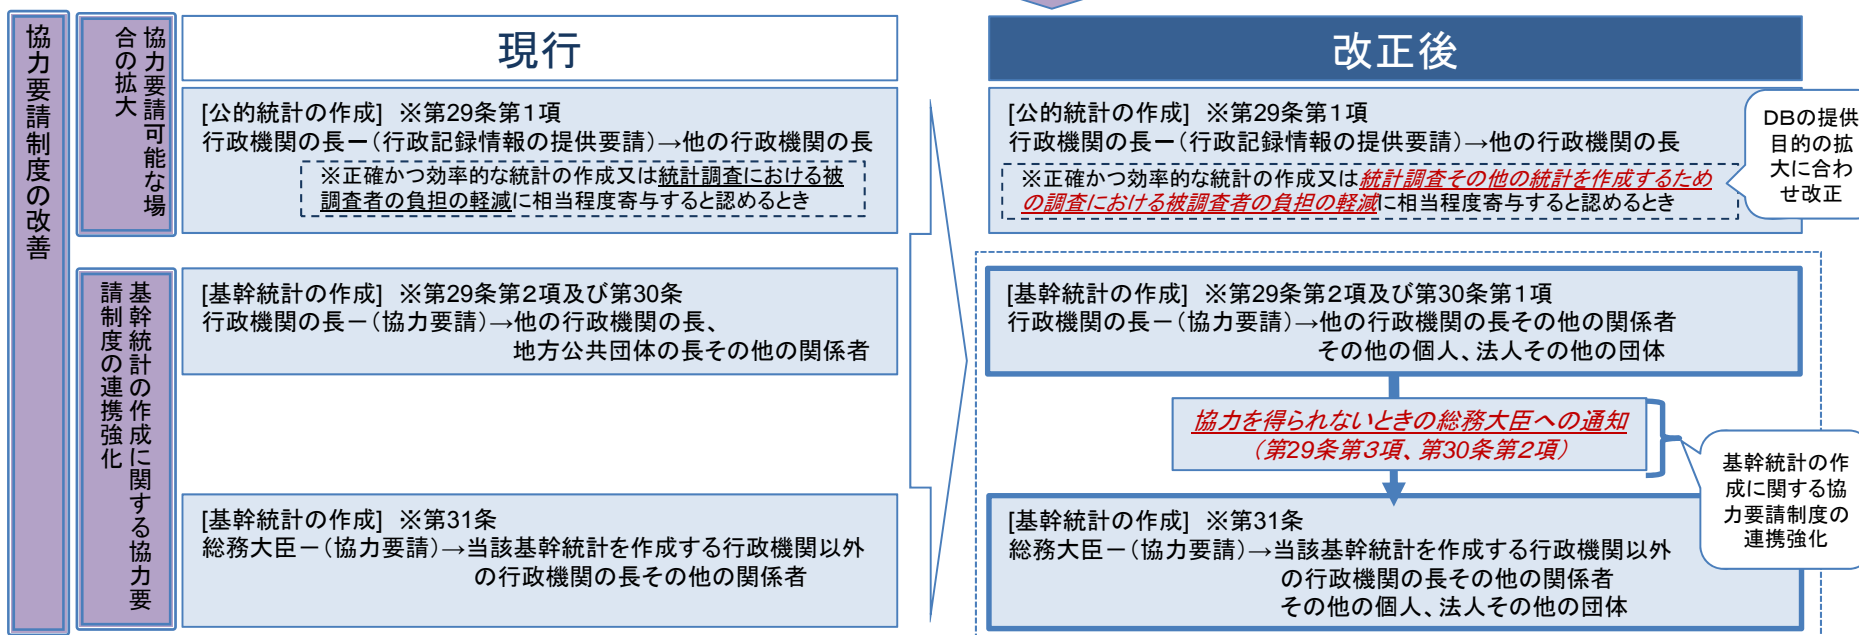 協力要請制度の改善
協力要請可能な場
合の拡大
現行
[公的統計の作成] ※第29条第1項
行政機関の長ー(行政記録情報の提供要請)→他の行政機関の長
※正確かつ効率的な統計の作成又は統計調査における被
調査者の負担の軽減に相当程度寄与すると認めるとき
改正後
[公的統計の作成] ※第29条第1項
行政機関の長ー(行政記録情報の提供要請)→他の行政機関の長
※正確かつ効率的な統計の作成又は統計調査その他の統計を作成するため
の調査における被調査者の負担の軽減に相当程度寄与すると認めるとき
DBの提供
目的の拡
大に合わ
せ改正
基幹統計の作成に関する協力要
請制度の連携強化
[基幹統計の作成] ※第29条第2項及び第30条
行政機関の長ー(協力要請)→他の行政機関の長、
地方公共団体の長その他の関係者
[基幹統計の作成] ※第31条
総務大臣ー(協力要請)→当該基幹統計を作成する行政機関以外
の行政機関の長その他の関係者
[基幹統計の作成] ※第29条第2項及び第30条第1項
行政機関の長ー(協力要請)→他の行政機関の長その他の関係者
その他の個人、法人その他の団体
協力を得られないときの総務大臣への通知
(第29条第3項、第30条第2項)
[基幹統計の作成] ※第31条
総務大臣ー(協力要請)→当該基幹統計を作成する行政機関以外
の行政機関の長その他の関係者
その他の個人、法人その他の団体
基幹統計の作
成に関する協
力要請制度の
連携強化